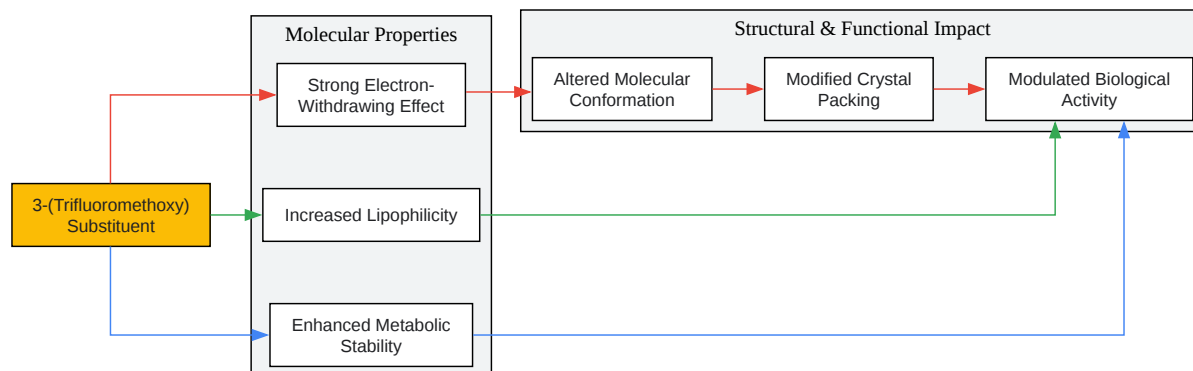 Molecular Properties
Structural & Functional Impact
Strong Electron-
Withdrawing Effect
Altered Molecular
Conformation
Modified Crystal
Packing
Modulated Biological
Activity
3-(Trifluoromethoxy)
Substituent
Increased Lipophilicity
Enhanced Metabolic
Stability